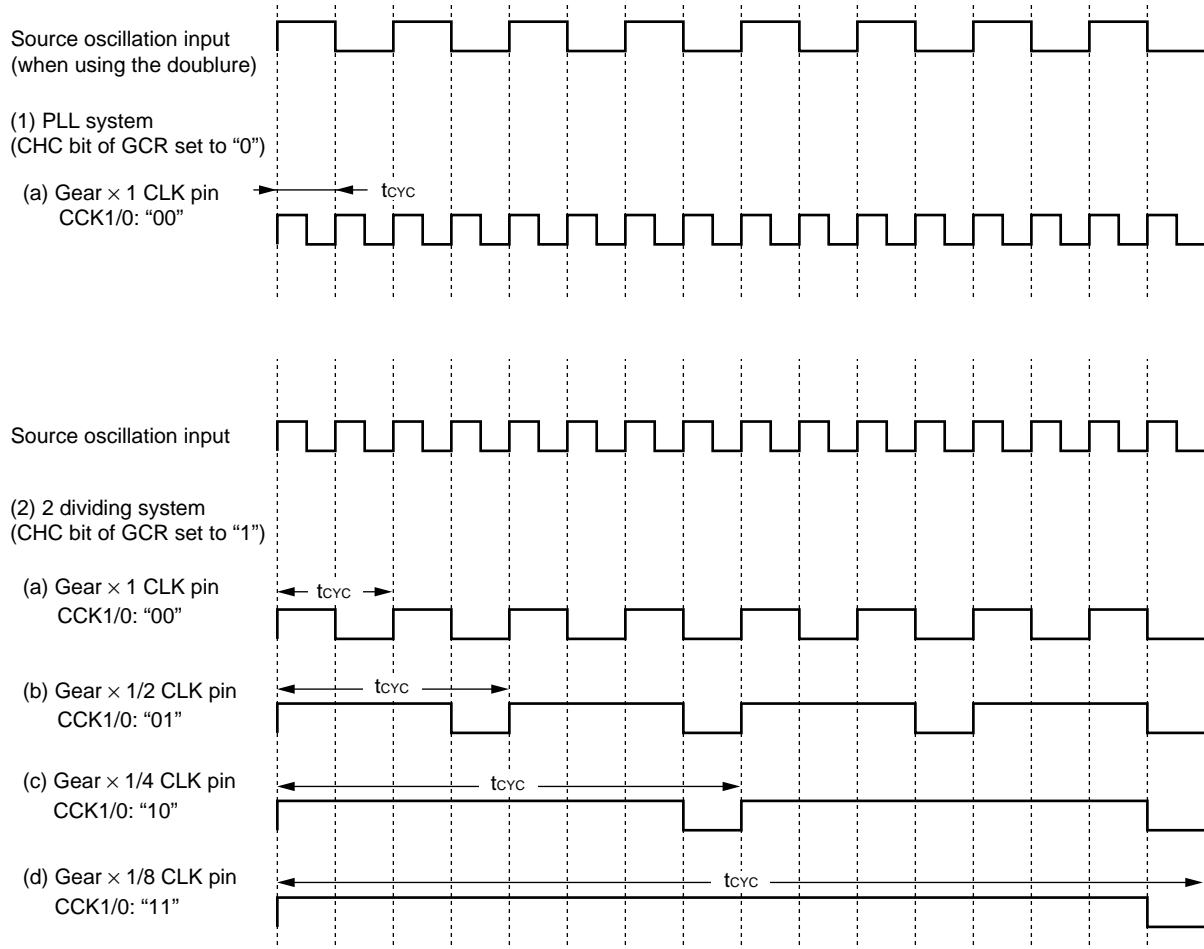 Source oscillation input
(when using the doublure)
(1) PLL system
(CHC bit of GCR set to “0”)
(a) Gear × 1 CLK pin
CCK1/0: “00”
tCYC
Source oscillation input
(2) 2 dividing system
(CHC bit of GCR set to “1”)
(a) Gear × 1 CLK pin
CCK1/0: “00”
tCYC
(b) Gear × 1/2 CLK pin
CCK1/0: “01”
tCYC
(c) Gear × 1/4 CLK pin
CCK1/0: “10”
tCYC
(d) Gear × 1/8 CLK pin
CCK1/0: “11”
tCYC